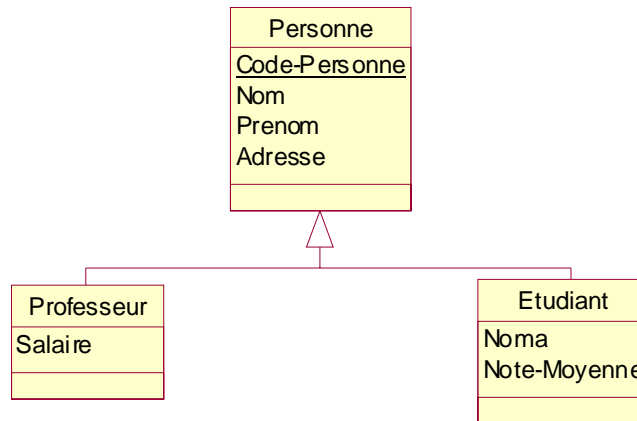 Personne
Code-Personne
Nom
Prenom
Adresse
Professeur
Salaire
Etudiant
Noma
Note-Moyenne